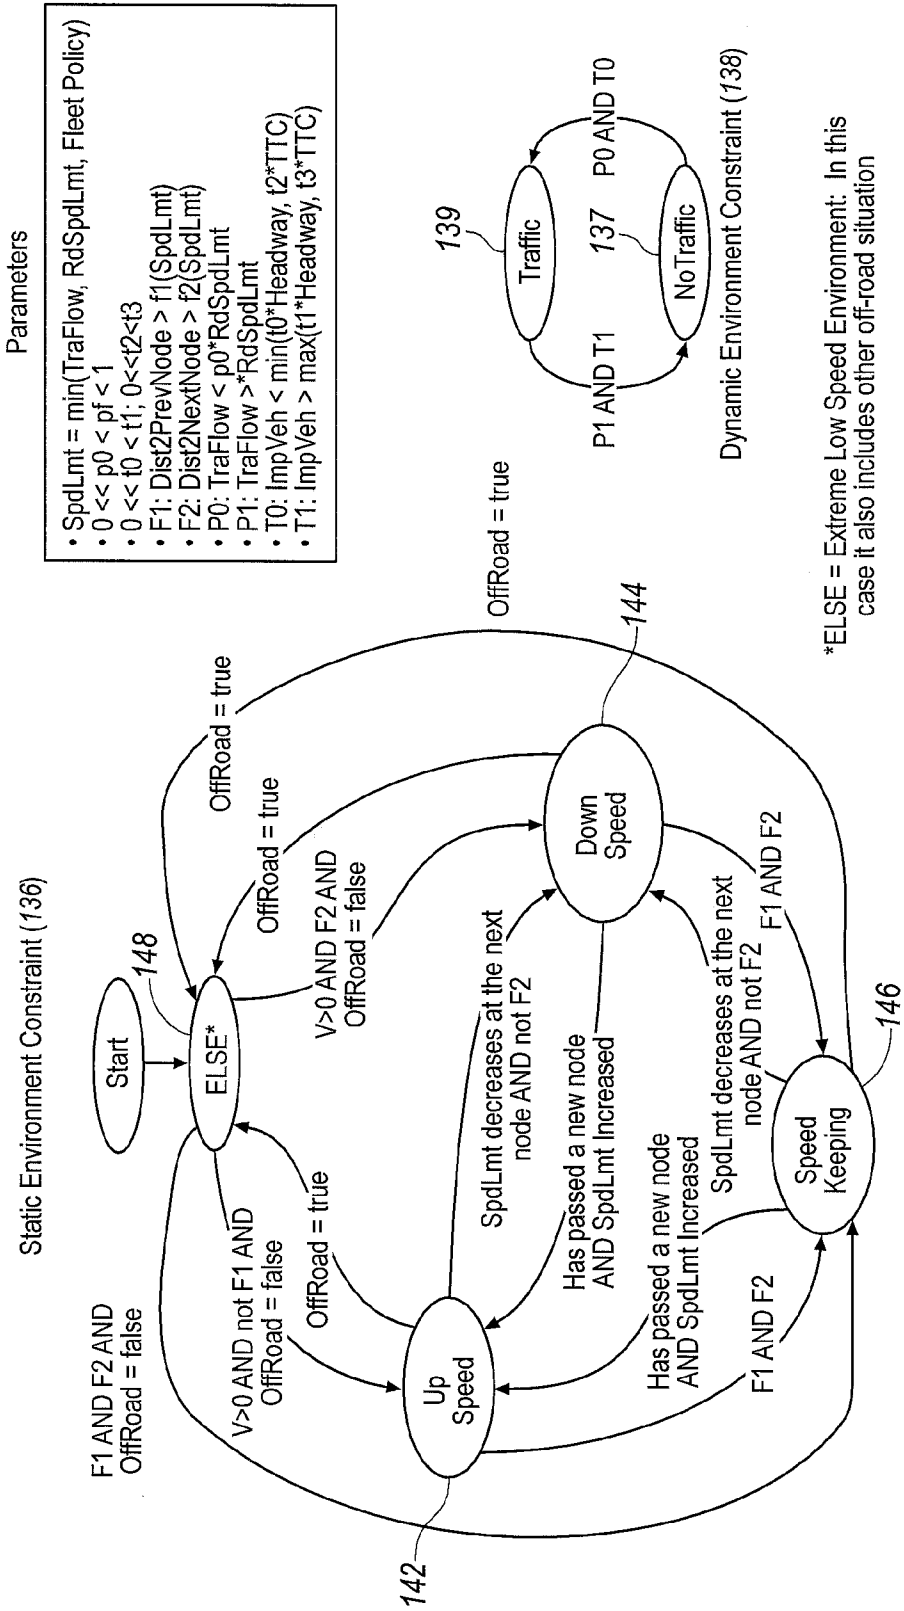 Static Environment Constraint (136)
Start
148
ELSE*
F1 AND F2 AND
OffRoad = false
V>0 AND not F1 AND
OffRoad = false
OffRoad = true
V>0 AND F2 AND
OffRoad = false
OffRoad = true
OffRoad = true
OffRoad = true
142
Up
Speed
SpdLmt decreases at the next
node AND not F2
Has passed a new node
AND SpdLmt Increased
Down
Speed
144
Has passed a new node
AND SpdLmt Increased
SpdLmt decreases at the next
node AND not F2
F1 AND F2
F1 AND F2
Speed
Keeping
146
Parameters
• SpdLmt = min(TraFlow, RdSpdLmt, Fleet Policy)
• 0 << p0 < pf < 1
• 0 << t0 < t1; 0<<t2<t3
• F1: Dist2PrevNode > f1(SpdLmt)
• F2: Dist2NextNode > f2(SpdLmt)
• P0: TraFlow < p0*RdSpdLmt
• P1: TraFlow >*RdSpdLmt
• T0: ImpVeh < min(t0*Headway, t2*TTC)
• T1: ImpVeh > max(t1*Headway, t3*TTC)
139
Traffic
P1 AND T1
137
P0 AND T0
NoTraffic
Dynamic Environment Constraint (138)
*ELSE = Extreme Low Speed Environment: In this
case it also includes other off-road situation